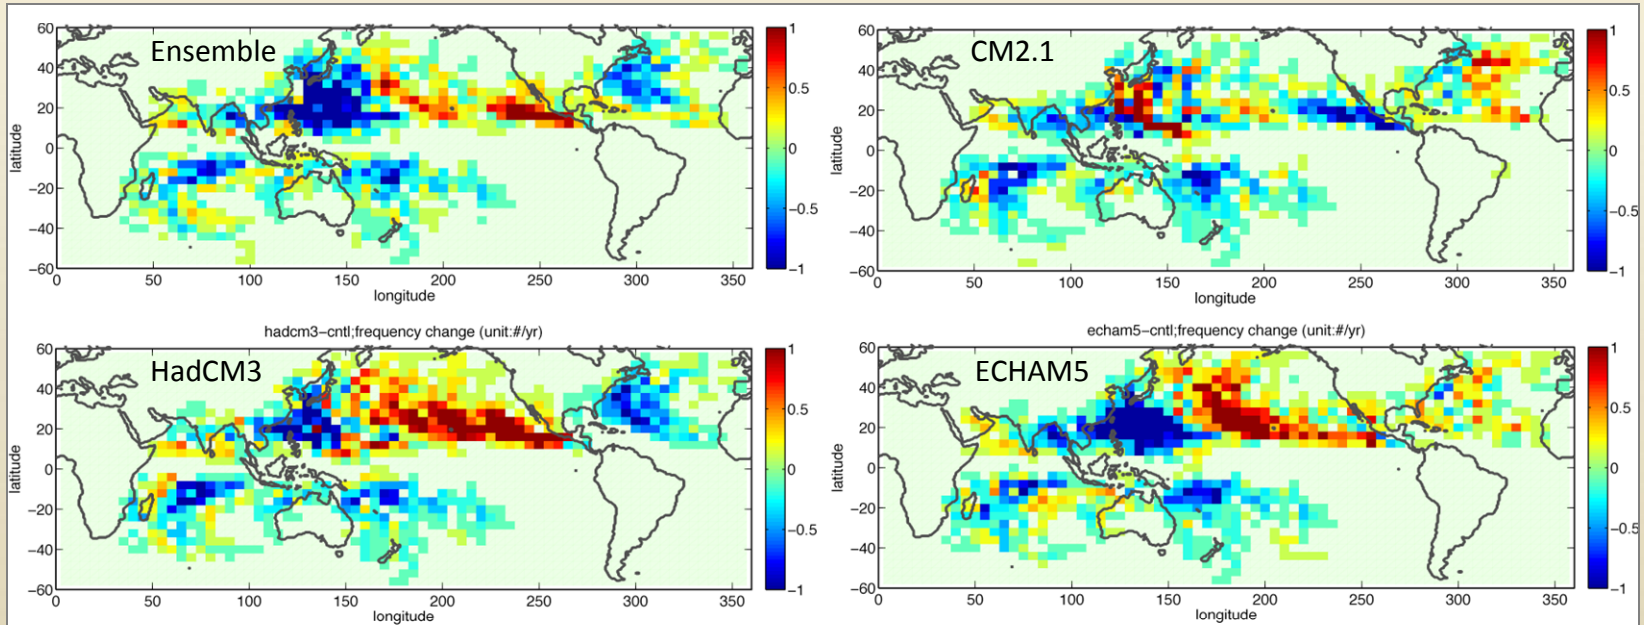 Ensemble
60
40
20
0
−20
−40
−60
latitude
0 50 100 150 200 250 300 350
longitude
1
0.5
0
−0.5
−1
CM2.1
60
40
20
0
−20
−40
−60
latitude
0 50 100 150 200 250 300 350
longitude
1
0.5
0
−0.5
−1
hadcm3−cntl;frequency change (unit:#/yr)
HadCM3
60
40
20
0
−20
−40
−60
latitude
0 50 100 150 200 250 300 350
longitude
1
0.5
0
−0.5
−1
echam5−cntl;frequency change (unit:#/yr)
ECHAM5
60
40
20
0
−20
−40
−60
latitude
0 50 100 150 200 250 300 350
longitude
1
0.5
0
−0.5
−1